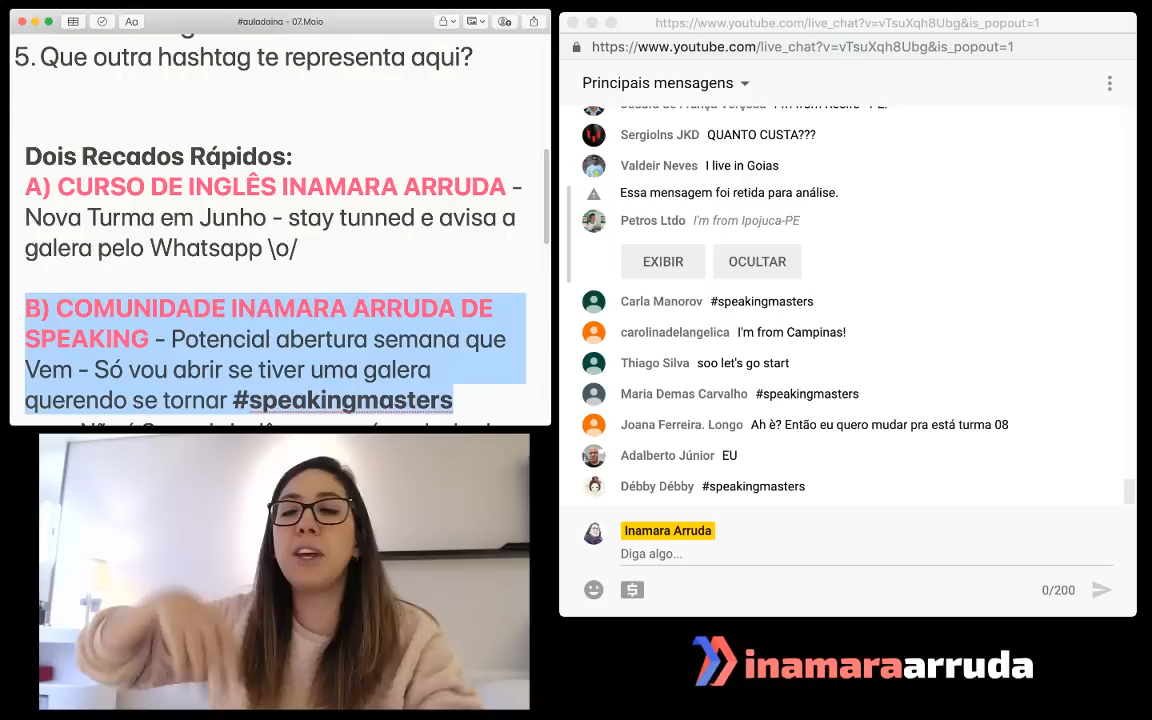 Aa
#auladaina - 07.Maio
5. Que outra hashtag te representa aqui?
Dois Recados Rápidos:
A) CURSO DE INGLÊS INAMARA ARRUDA -
Nova Turma em Junho - stay tunned e avisa a
galera pelo Whatsapp \o/
B) COMUNIDADE INAMARA ARRUDA DE
SPEAKING - Potencial abertura semana que
Vem - Só vou abrir se tiver uma galera
querendo se tornar #speakingmasters
https://www.youtube.com/live_chat?v=vTsuXqh8Ubg&is_popout=1
https://www.youtube.com/live_chat?v=vTsuXqh8Ubg&is_popout=1
Principais mensagens
SergioIns JKD QUANTO CUSTA???
Valdeir Neves I live in Goias
Essa mensagem foi retida para análise.
Petros Ltdo I'm from Ipojuca-PE
EXIBIR OCULTAR
Carla Manorov #speakingmasters
carolinadelangelica I'm from Campinas!
Thiago Silva soo let's go start
Maria Demas Carvalho #speakingmasters
Joana Ferreira. Longo Ah è? Então eu quero mudar pra está turma 08
Adalberto Júnior EU
Débby Débby #speakingmasters
Inamara Arruda
Diga algo...
0/200
inamaraarruda